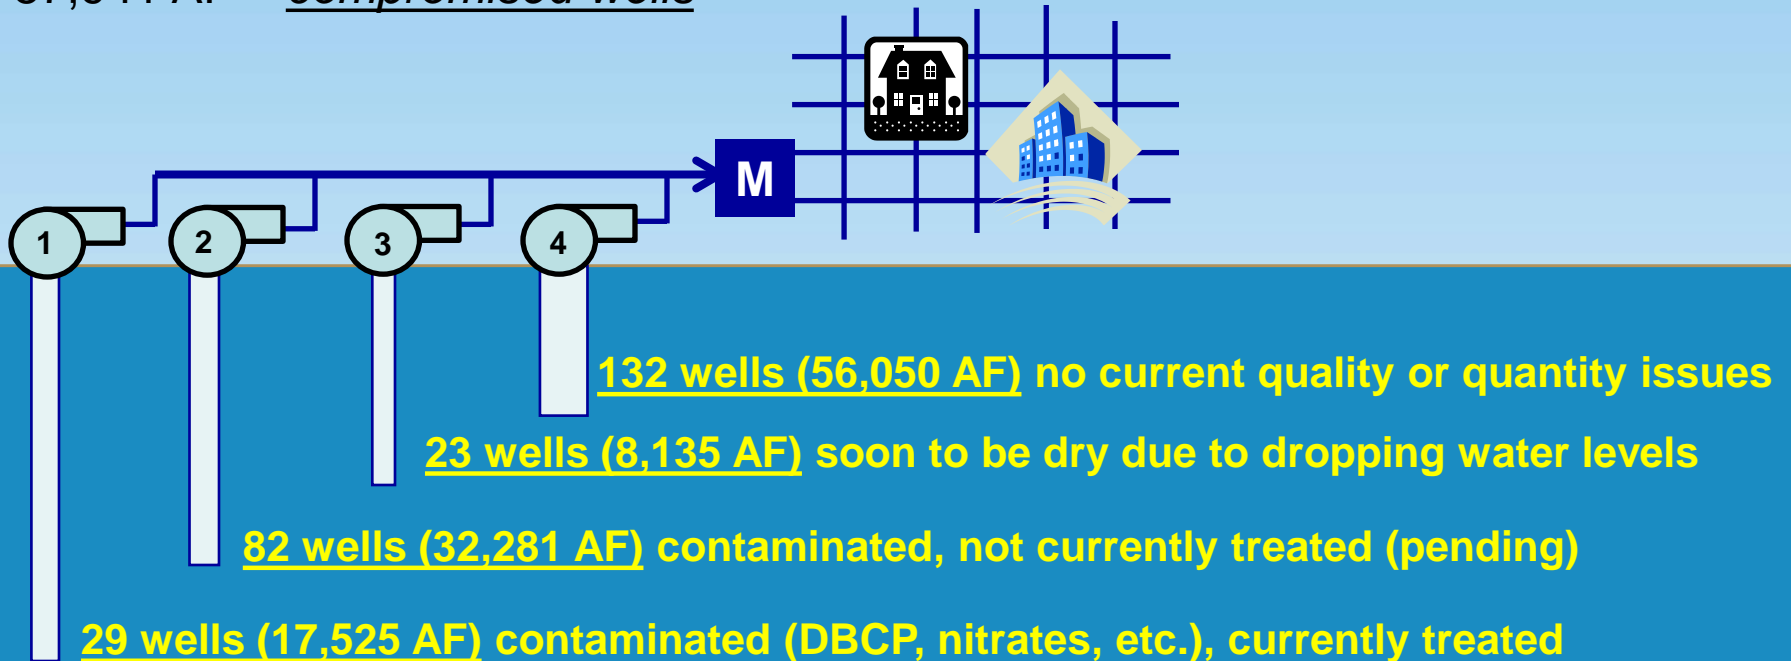 compromised wells
M
1
2
3
4
132 wells (56,050 AF) no current quality or quantity issues
23 wells (8,135 AF) soon to be dry due to dropping water levels
82 wells (32,281 AF) contaminated, not currently treated (pending)
29 wells (17,525 AF) contaminated (DBCP, nitrates, etc.), currently treated